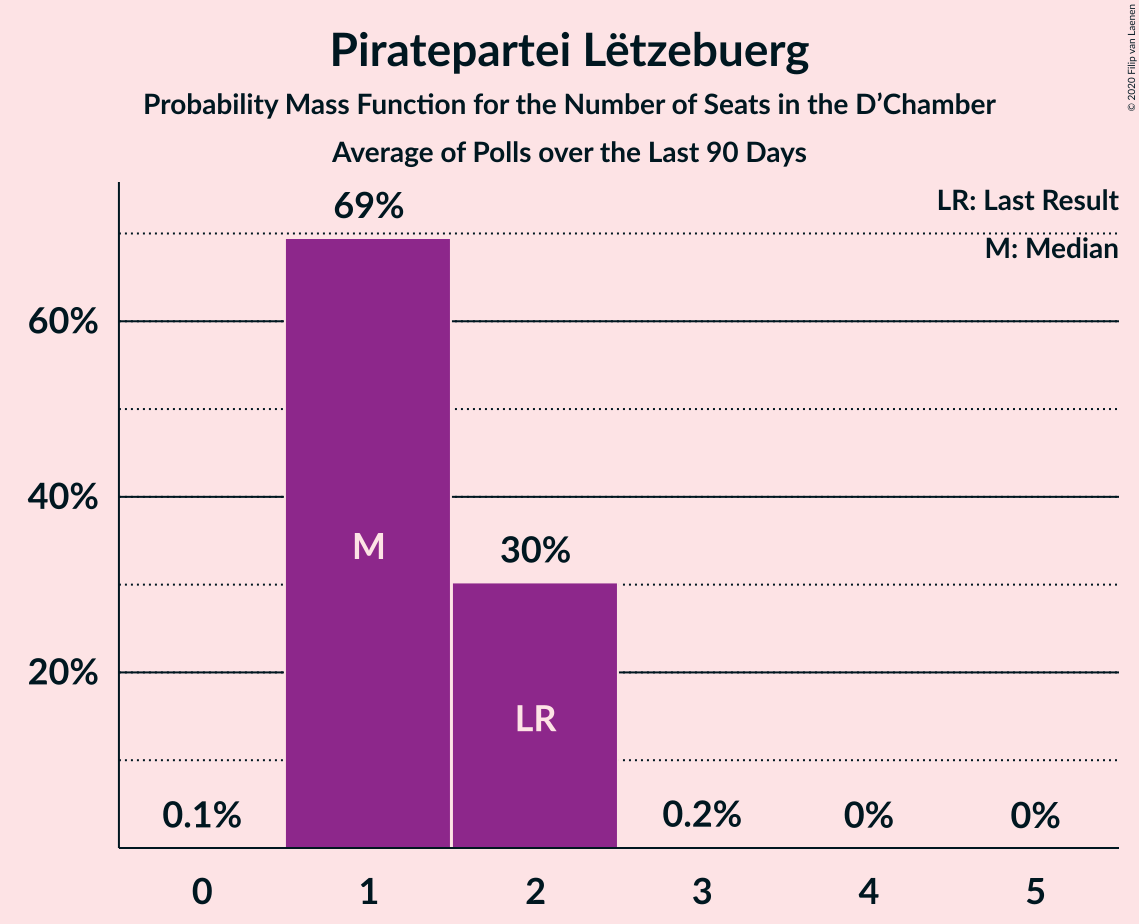 Piratepartei Lëtzebuerg
Probability Mass Function for the Number of Seats in the D’Chamber
Average of Polls over the Last 90 Days
© 2020 Filip van Laenen
LR: Last Result
M: Median
69%
60%
40%
M
30%
20%
LR
0.1%
0.2%
0%
0%
0
1
2
3
4
5